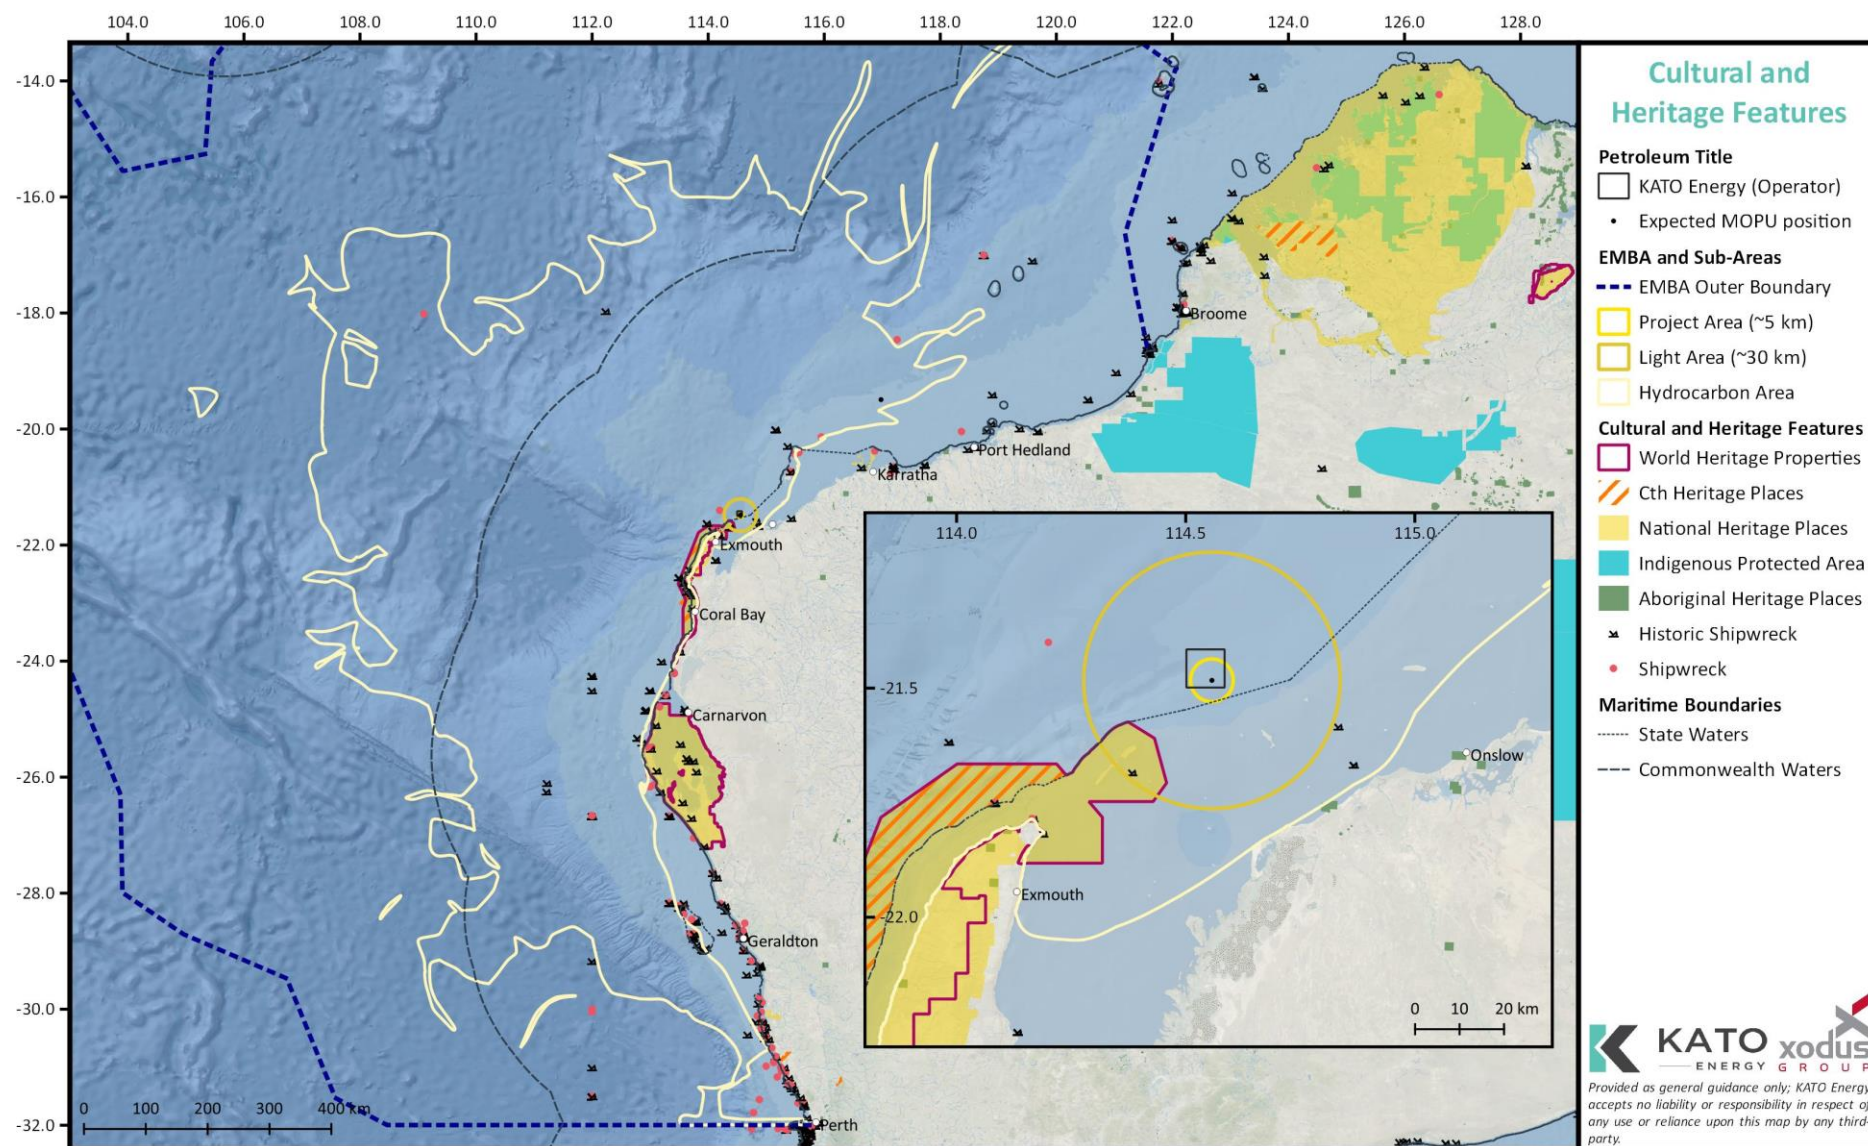 104.0 106.0 108.0 110.0 112.0 114.0 116.0 118.0 120.0 122.0 124.0 126.0 128.0
-14.0
-16.0
-18.0
-20.0
-22.0
-24.0
-26.0
-28.0
-30.0
-32.0
Broome
Port Hedland
Karratha
Exmouth
Coral Bay
Carnarvon
Geraldton
Perth
0 100 200 300 400 km
114.0 114.5 115.0
-21.5
-22.0
Onslow
Exmouth
0 10 20 km
Cultural and
Heritage Features
Petroleum Title
KATO Energy (Operator)
Expected MOPU position
EMBA and Sub-Areas
EMBA Outer Boundary
Project Area (~5 km)
Light Area (~30 km)
Hydrocarbon Area
Cultural and Heritage Features
World Heritage Properties
Cth Heritage Places
National Heritage Places
Indigenous Protected Area
Aboriginal Heritage Places
Historic Shipwreck
Shipwreck
Maritime Boundaries
State Waters
Commonwealth Waters
KATO
ENERGY
xodus
GROUP
Provided as general guidance only; KATO Energy
accepts no liability or responsibility in respect of
any use or reliance upon this map by any third
party.